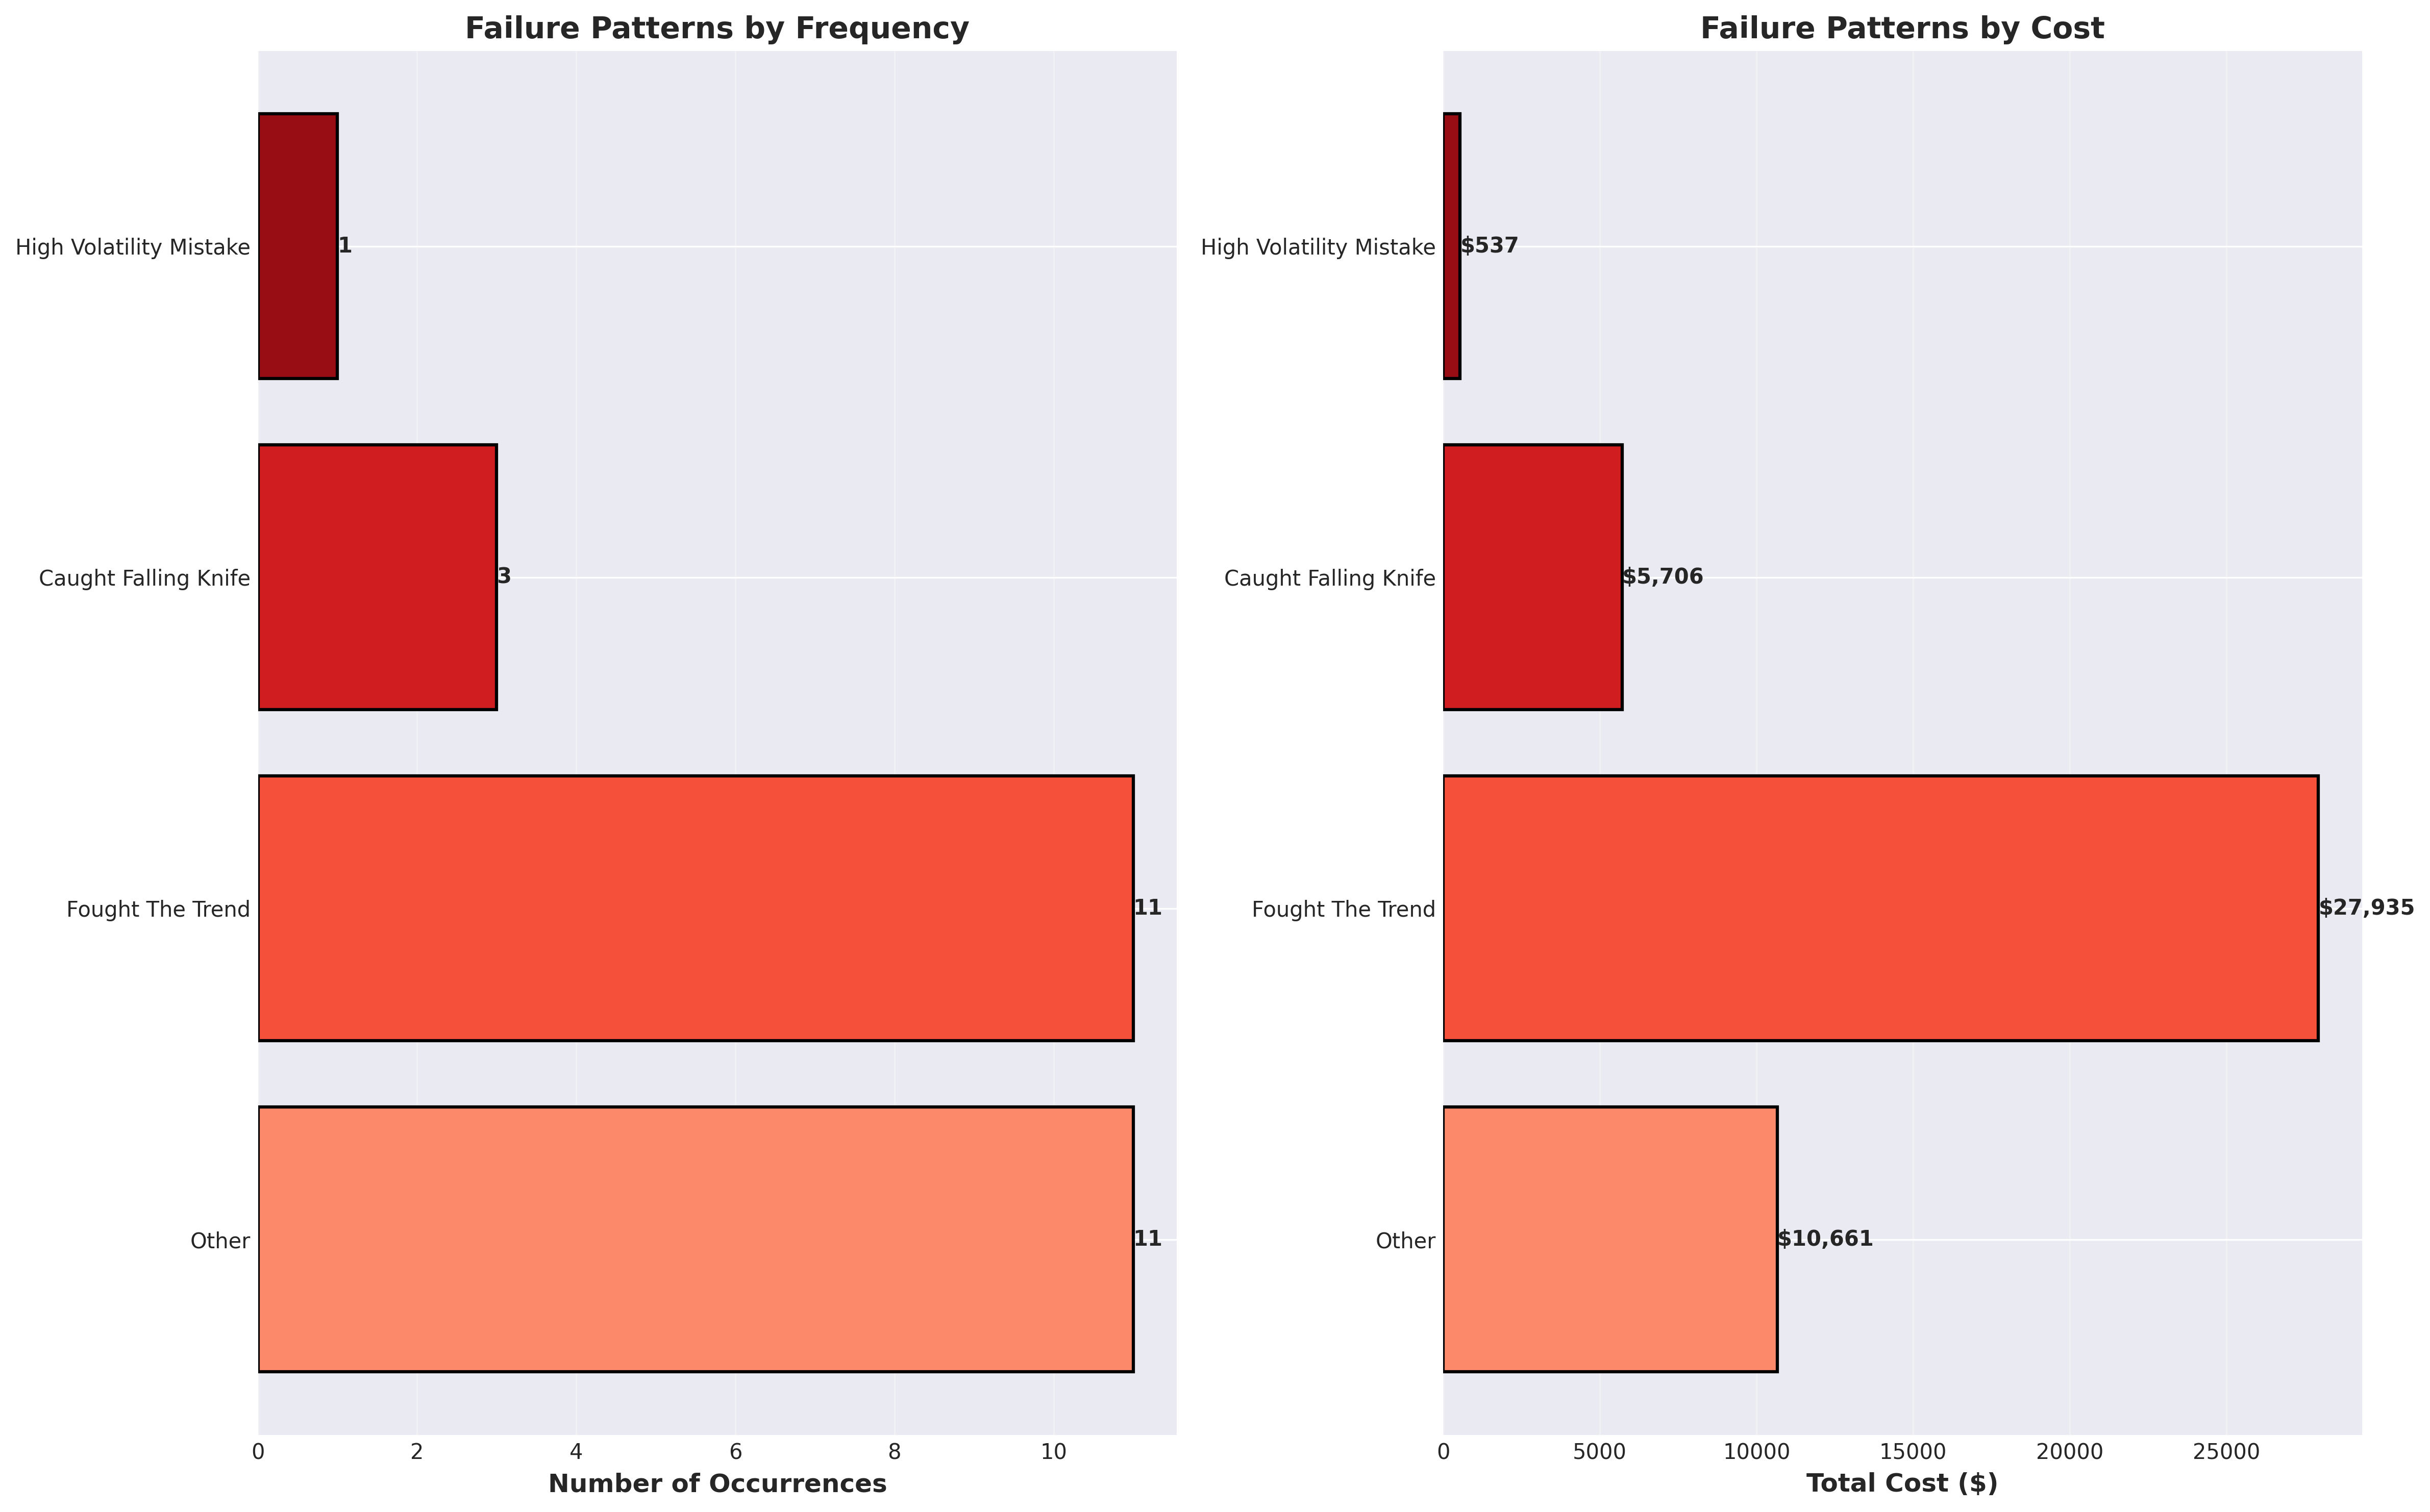 Failure Patterns by Frequency
High Volatility Mistake
1
Caught Falling Knife
3
Fought The Trend
11
Other
11
0 2 4 6 8 10
Number of Occurrences
Failure Patterns by Cost
High Volatility Mistake
$537
Caught Falling Knife
$5,706
Fought The Trend
$27,935
Other
$10,661
0 5000 10000 15000 20000 25000
Total Cost ($)